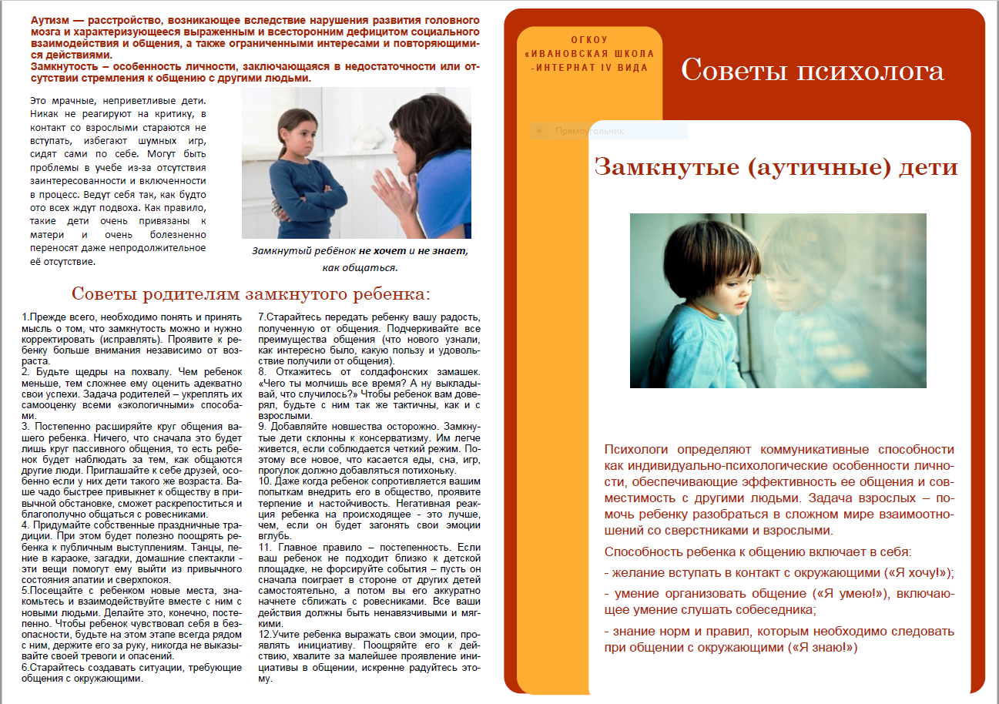 Аутизм — расстройство, возникающее вследствие нарушения развития головного
мозга и характеризующееся выраженным и всесторонним дефицитом социального
взаимодействия и общения, а также ограниченными интересами и повторяющими-
ся действиями.
Замкнутость – особенность личности, заключающаяся в недостаточности или от-
сутствии стремления к общению с другими людьми.
Это мрачные, неприветливые дети.
Никак не реагируют на критику, в
контакт со взрослыми стараются не
вступать, избегают шумных игр,
сидят сами по себе. Могут быть
проблемы в учебе из-за отсутствия
заинтересованности и включенности
в процесс. Ведут себя так, как будто
ото всех ждут подвоха. Как правило,
такие дети очень привязаны к
матери и очень болезненно
переносят даже непродолжительное
её отсутствие.
Замкнутый ребёнок не хочет и не знает,
как общаться.
Советы родителям замкнутого ребенка:
1.Прежде всего, необходимо понять и принять
мысль о том, что замкнутость можно и нужно
корректировать (исправлять). Проявите к ре-
бенку больше внимания независимо от воз-
раста.
2. Будьте щедры на похвалу. Чем ребенок
меньше, тем сложнее ему оценить адекватно
свои успехи. Задача родителей – укреплять их
самооценку всеми «экологичными» способа-
ми.
3. Постепенно расширяйте круг общения ва-
шего ребенка. Ничего, что сначала это будет
лишь круг пассивного общения, то есть ребе-
нок будет наблюдать за тем, как общаются
другие люди. Приглашайте к себе друзей, осо-
бенно если у них дети такого же возраста. Ва-
ше чадо быстрее привыкнет к обществу в при-
вычной обстановке, сможет раскрепоститься и
благополучно общаться с ровесниками.
4. Придумайте собственные праздничные тра-
диции. При этом будет полезно поощрять ре-
бенка к публичным выступлениям. Танцы, пе-
ние в караоке, загадки, домашние спектакли -
эти вещи помогут ему выйти из привычного
состояния апатии и сверхпокоя.
5.Посещайте с ребенком новые места, зна-
комьтесь и взаимодействуйте вместе с ним с
новыми людьми. Делайте это, конечно, посте-
пенно. Чтобы ребенок чувствовал себя в без-
опасности, будьте на этом этапе всегда рядом
с ним, держите его за руку, никогда не выказы-
вайте своей тревоги и опасений.
6.Старайтесь создавать ситуации, требующие
общения с окружающими.
7.Старайтесь передать ребенку вашу радость,
полученную от общения. Подчеркивайте все
преимущества общения (что нового узнали,
как интересно было, какую пользу и удоволь-
ствие получили от общения).
8. Откажитесь от солдафонских замашек.
«Чего ты молчишь все время? А ну выклады-
вай, что случилось?» Чтобы ребенок вам дове-
рял, будьте с ним так же тактичны, как и с
взрослыми.
9. Добавляйте новшества осторожно. Замкну-
тые дети склонны к консерватизму. Им легче
живется, если соблюдается четкий режим. По-
этому все новое, что касается еды, сна, игр,
прогулок должно добавляться потихоньку.
10. Даже когда ребенок сопротивляется вашим
попыткам внедрить его в общество, проявите
терпение и настойчивость. Негативная реак-
ция ребенка на происходящее - это лучше,
чем, если он будет загонять свои эмоции
вглубь.
11. Главное правило – постепенность. Если
ваш ребенок не подходит близко к детской
площадке, не форсируйте события – пусть он
сначала поиграет в стороне от других детей
самостоятельно, а потом вы его аккуратно
начнете сближать с ровесниками. Все ваши
действия должны быть ненавязчивыми и мяг-
кими.
12.Учите ребенка выражать свои эмоции, про-
являть инициативу. Поощряйте его к дей-
ствию, хвалите за малейшее проявление ини-
циативы в общении, искренне радуйтесь это-
му.
ОГКОУ
«ИВАНОВСКАЯ ШКОЛА
-ИНТЕРНАТ IV ВИДА
Советы психолога
Прямоугольник
Замкнутые (аутичные) дети
Психологи определяют коммуникативные способности
как индивидуально-психологические особенности лично-
сти, обеспечивающие эффективность ее общения и сов-
местимость с другими людьми. Задача взрослых – по-
мочь ребенку разобраться в сложном мире взаимоотно-
шений со сверстниками и взрослыми.
Способность ребенка к общению включает в себя:
- желание вступать в контакт с окружающими («Я хочу!»);
- умение организовать общение («Я умею!»), включаю-
щее умение слушать собеседника;
- знание норм и правил, которым необходимо следовать
при общении с окружающими («Я знаю!»)